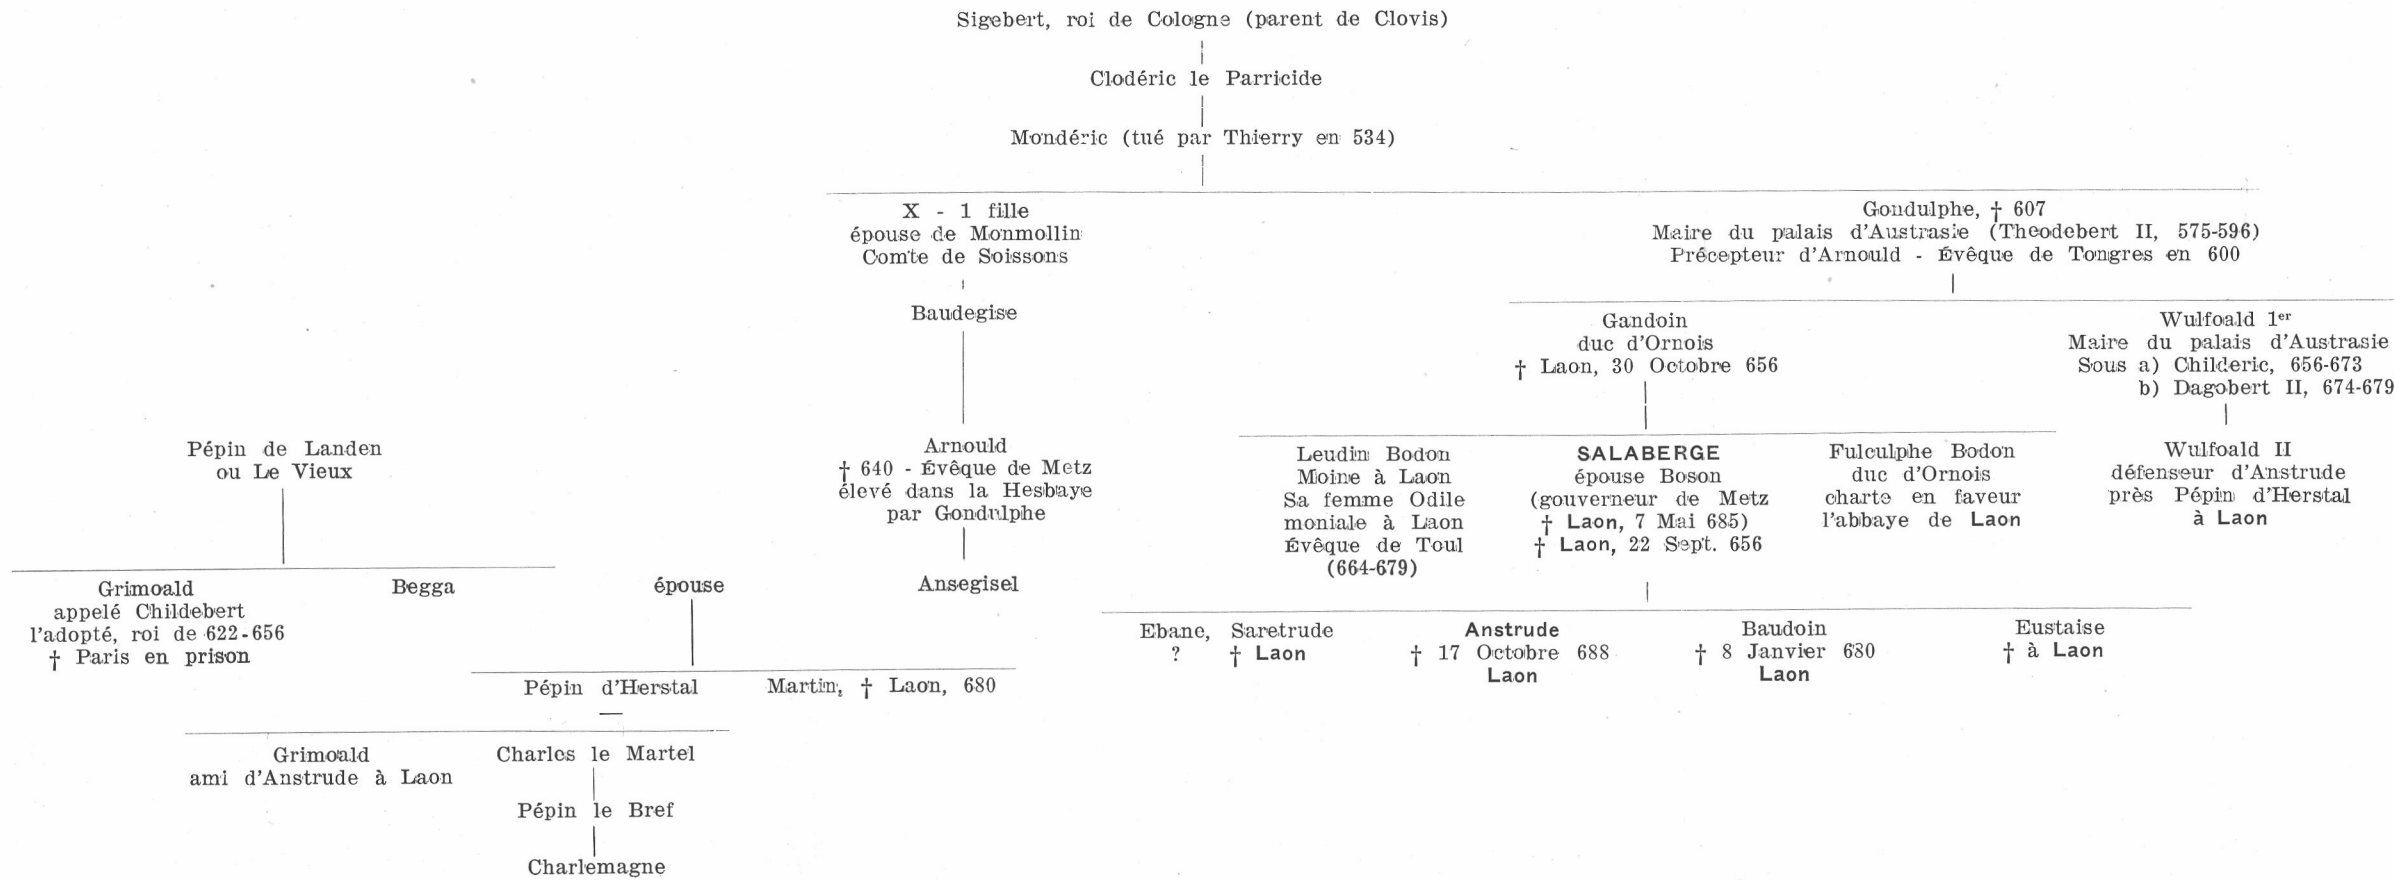 Sigebert, roi de Cologne (parent de Clovis)
Clodéric le Parricide
Mondéric (tué par Thierry en 534)
X - 1 fille
épouse de Monmollin
Comte de Soissons
Gondulphe, † 607
Maire du palais d'Austrasie (Theodebert II, 575-596)
Précepteur d'Arnould - Évêque de Tongres en 600
Baudegise
Gandoin
duc d'Ornois
† Laon, 30 Octobre 656
Wulfoald 1er
Maire du palais d'Austrasie
Sous a) Childeric, 656-673
b) Dagobert II, 674-679
Pépin de Landen
ou Le Vieux
Arnould
† 640 - Évêque de Metz
élevé dans la Hesbaye
par Gondulphe
Leudin Bodon
Moine à Laon
Sa femme Odile
moniale à Laon
Évêque de Toul
(664-679)
SALABERGE
épouse Boson
(gouverneur de Metz
† Laon, 7 Mai 685)
† Laon, 22 Sept. 656
Fulculphe Bodon
duc d'Ornois
charte en faveur
l'abbaye de Laon
Wulfoald II
défenseur d'Anstrude
près Pépin d'Herstal
à Laon
Grimoald
appelé Childebert
l'adopté, roi de 622-656
† Paris en prison
Begga
épouse
Ansegisel
Ebane, Saretrude
? † Laon
Anstrude
† 17 Octobre 688
Laon
Baudoin
† 8 Janvier 680
Laon
Eustaise
† à Laon
Pépin d'Herstal
Martin, † Laon, 680
Grimoald
ami d'Anstrude à Laon
Charles le Martel
Pépin le Bref
Charlemagne